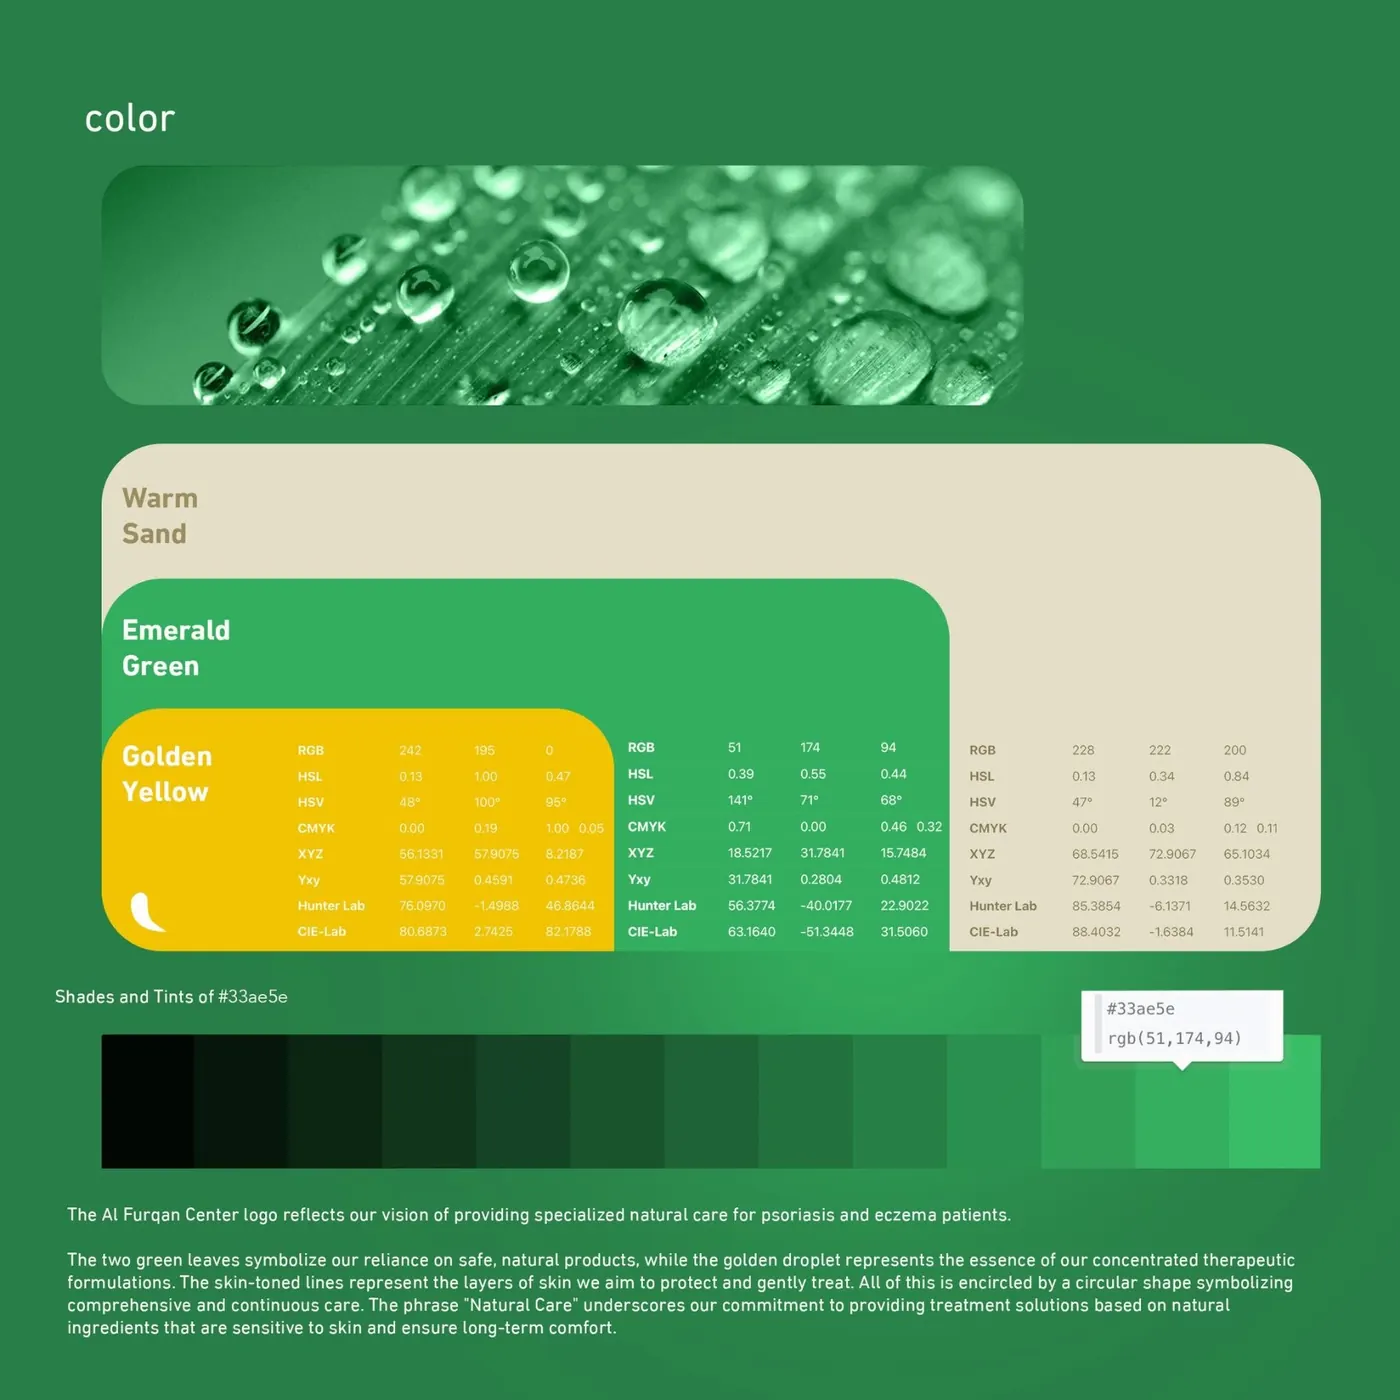 color
Warm
Sand
Emerald
Green
Golden
Yellow
RGB 242 195 0
HSL 0.13 1.00 0.47
HSV 48° 100° 95°
CMYK 0.00 0.19 1.00 0.05
XYZ 56.1331 57.9075 8.2187
Yxy 57.9075 0.4591 0.4736
Hunter Lab 76.0970 -1.4988 46.8644
CIE-Lab 80.6873 2.7425 82.1788
RGB 51 174 94
HSL 0.39 0.55 0.44
HSV 141° 71° 68°
CMYK 0.71 0.00 0.46 0.32
XYZ 18.5217 31.7841 15.7484
Yxy 31.7841 0.2804 0.4812
Hunter Lab 56.3774 -40.0177 22.9022
CIE-Lab 63.1640 -51.3448 31.5060
RGB 228 222 200
HSL 0.13 0.34 0.84
HSV 47° 12° 89°
CMYK 0.00 0.03 0.12 0.11
XYZ 68.5415 72.9067 65.1034
Yxy 72.9067 0.3318 0.3530
Hunter Lab 85.3854 -6.1371 14.5632
CIE-Lab 88.4032 -1.6384 11.5141
Shades and Tints of #33ae5e
#33ae5e
rgb(51,174,94)
The Al Furqan Center logo reflects our vision of providing specialized natural care for psoriasis and eczema patients.
The two green leaves symbolize our reliance on safe, natural products, while the golden droplet represents the essence of our concentrated therapeutic
formulations. The skin-toned lines represent the layers of skin we aim to protect and gently treat. All of this is encircled by a circular shape symbolizing
comprehensive and continuous care. The phrase "Natural Care" underscores our commitment to providing treatment solutions based on natural
ingredients that are sensitive to skin and ensure long-term comfort.